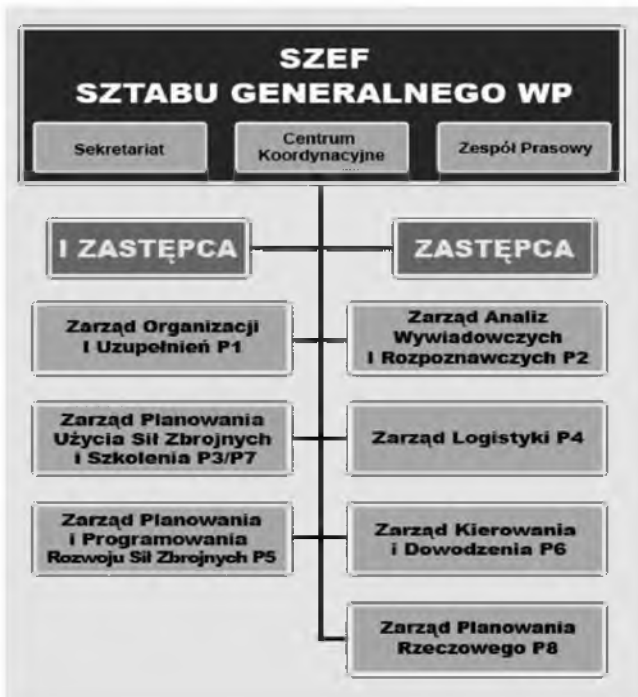 SZEF
SZTABU GENERALNEGO WP
Sekretariat
Centrum
Koordynacyjne
Zespół Prasowy
I ZASTĘPCA
ZASTĘPCA
Zarząd Organizacji
I Uzupełnień P1
Zarząd Analiz
Wywiadowczych
i Rozpoznawczych P2
Zarząd Planowania
Użycia Sił Zbrojnych
i Szkolenia P3/P7
Zarząd Logistyki P4
Zarząd Planowania
i Programowania
Rozwoju Sił Zbrojnych P5
Zarząd Kierowania
i Dowodzenia P6
Zarząd Planowania
Rzeczowego P8